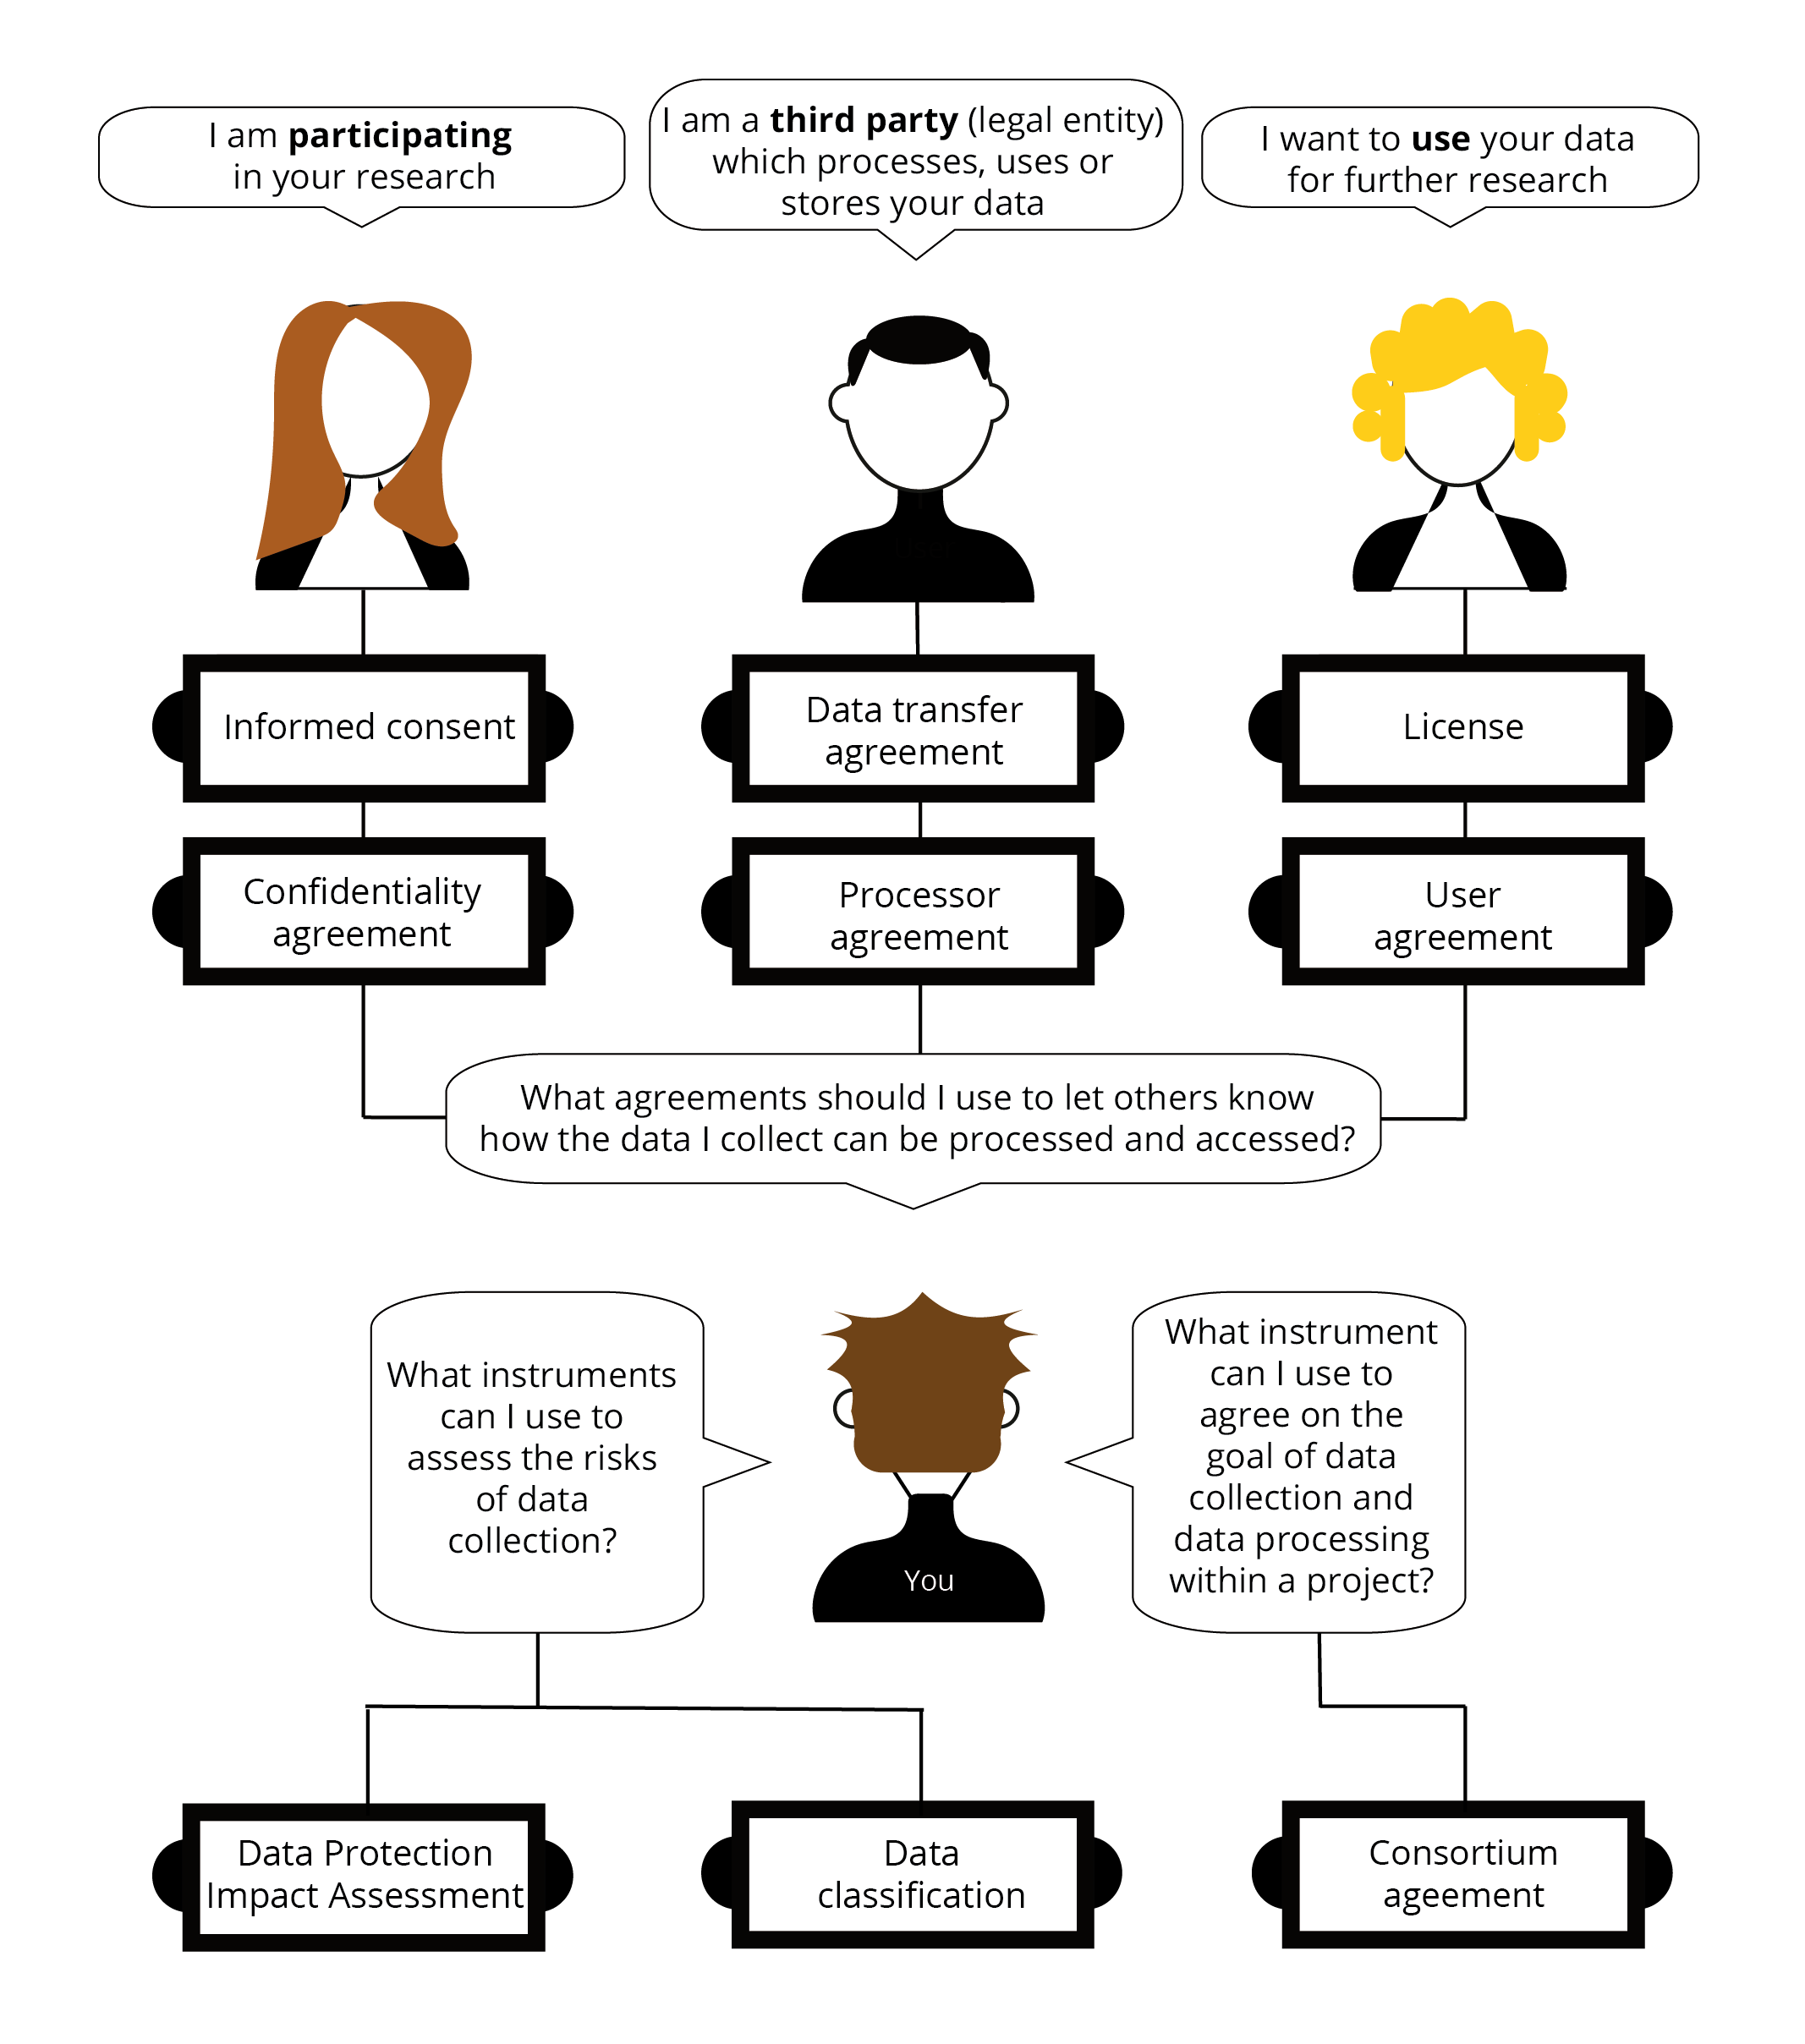 I am participating
in your research
I am a third party (legal entity)
which processes, uses or
stores your data
I want to use your data
for further research
Informed consent
Data transfer
agreement
License
Confidentiality
agreement
Processor
agreement
User
agreement
What agreements should I use to let others know
how the data I collect can be processed and accessed?
What instruments
can I use to
assess the risks
of data
collection?
You
What instrument
can I use to
agree on the
goal of data
collection and
data processing
within a project?
Data Protection
Impact Assessment
Data
classification
Consortium
ageement